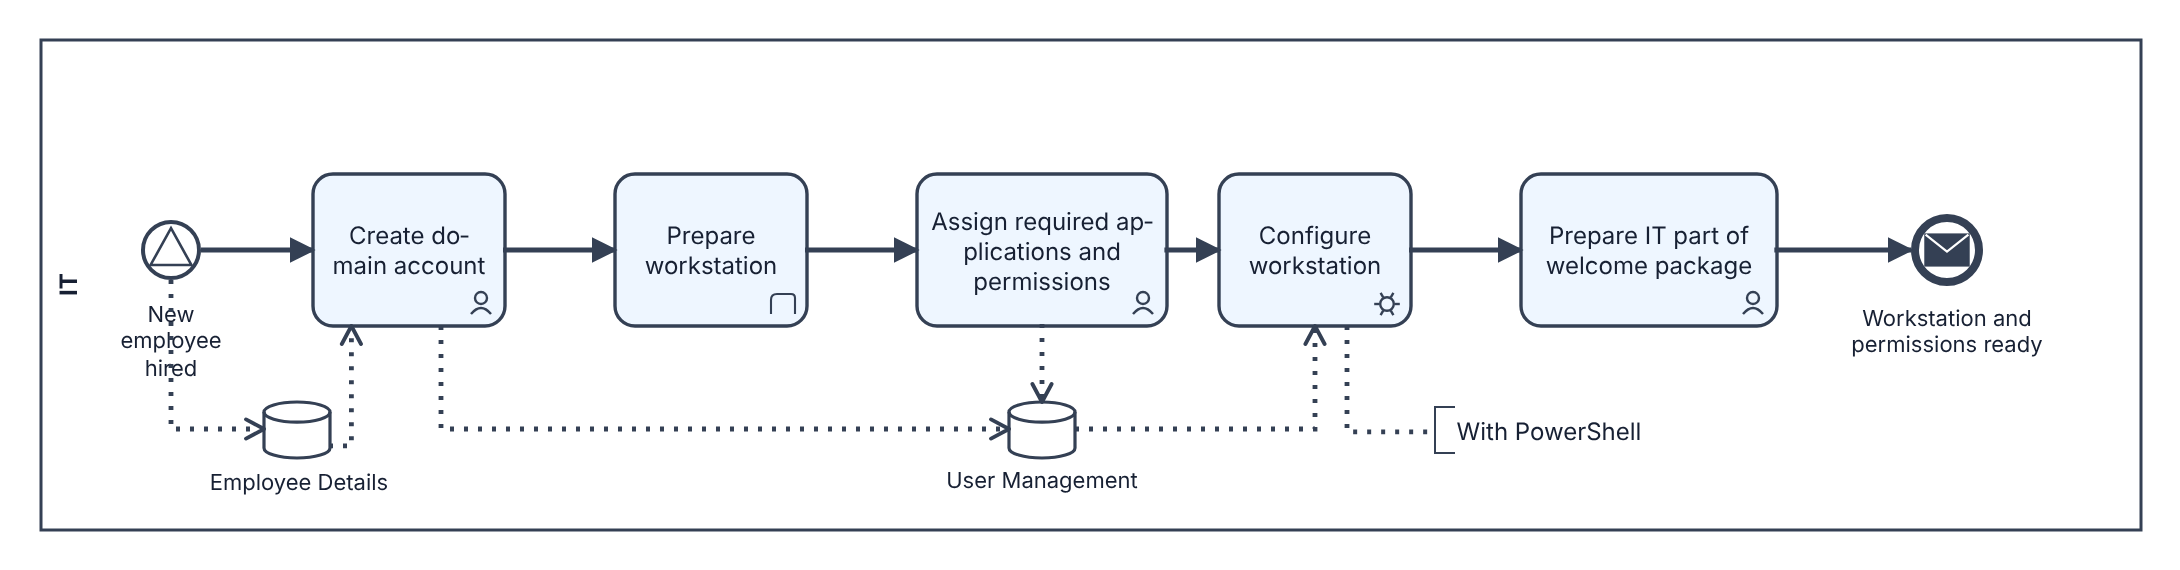 IT
New
employee
hired
Create do-
main account
Prepare
workstation
Assign required ap-
plications and
permissions
Configure
workstation
Prepare IT part of
welcome package
Workstation and
permissions ready
Employee Details
User Management
With PowerShell